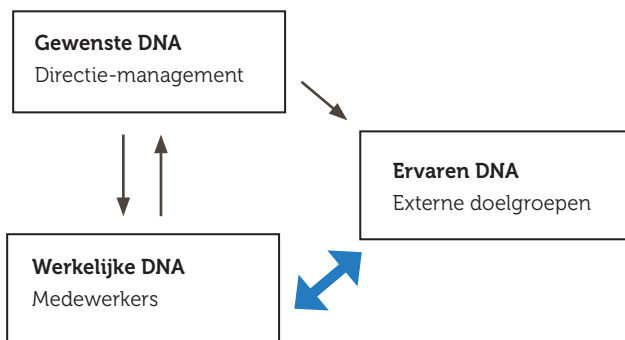 Gewenste DNA
Directie-management
Ervaren DNA
Externe doelgroepen
Werkelijke DNA
Medewerkers